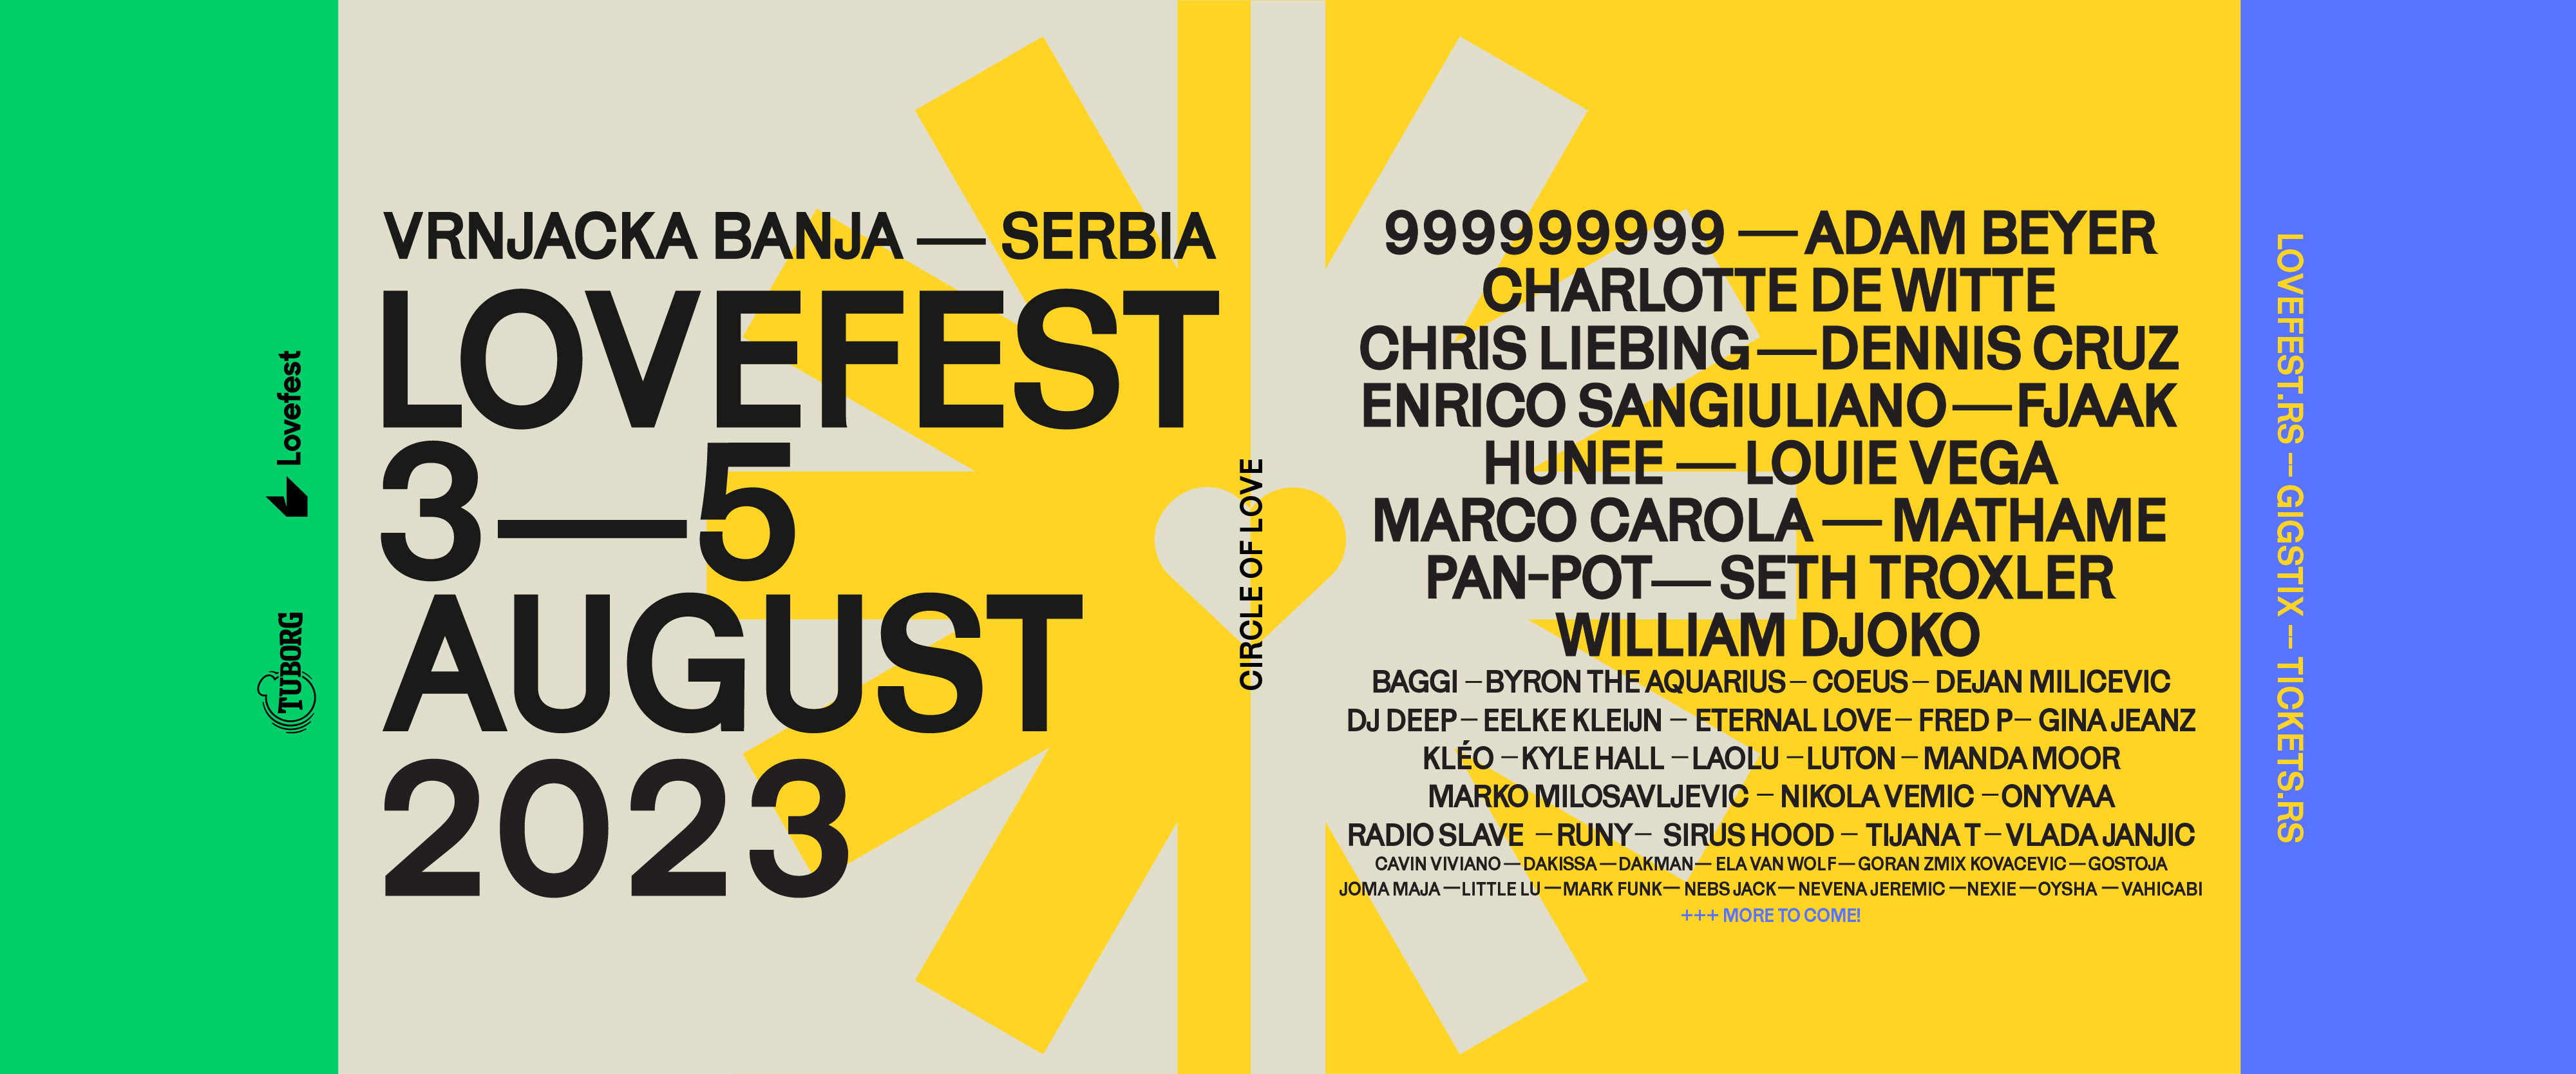 Lovefest
TUBORG
VRNJACKA BANJA — SERBIA
LOVEFEST
3—5
AUGUST
2023
CIRCLE OF LOVE
999999999 — ADAM BEYER
CHARLOTTE DE WITTE
CHRIS LIEBING — DENNIS CRUZ
ENRICO SANGIULIANO — FJAAK
HUNEE — LOUIE VEGA
MARCO CAROLA — MATHAME
PAN-POT — SETH TROXLER
WILLIAM DJOKO
BAGGI – BYRON THE AQUARIUS – COEUS – DEJAN MILICEVIC
DJ DEEP – EELKE KLEIJN – ETERNAL LOVE – FRED P – GINA JEANZ
KLÉO – KYLE HALL – LAOLU – LUTON – MANDA MOOR
MARKO MILOSAVLJEVIC – NIKOLA VEMIC – ONYVAA
RADIO SLAVE – RUNY – SIRUS HOOD – TIJANA T – VLADA JANJIC
CAVIN VIVIANO — DAKISSA — DAKMAN — ELA VAN WOLF — GORAN ZMIX KOVACEVIC — GOSTOJA
JOMA MAJA — LITTLE LU — MARK FUNK — NEBS JACK — NEVENA JEREMIC — NEXIE — OYSHA — VAHICABI
+++ MORE TO COME!
LOVEFEST.RS -- GIGSTIX -- TICKETS.RS